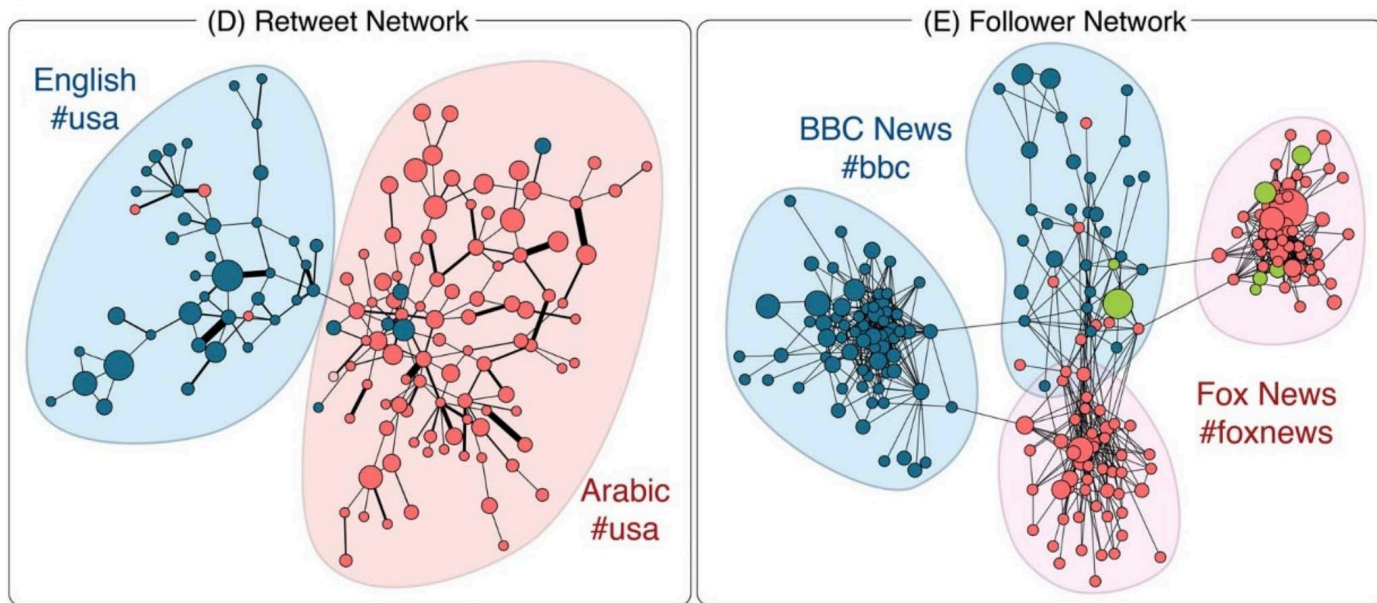 (D) Retweet Network
English
#usa
Arabic
#usa
(E) Follower Network
BBC News
#bbc
Fox News
#foxnews